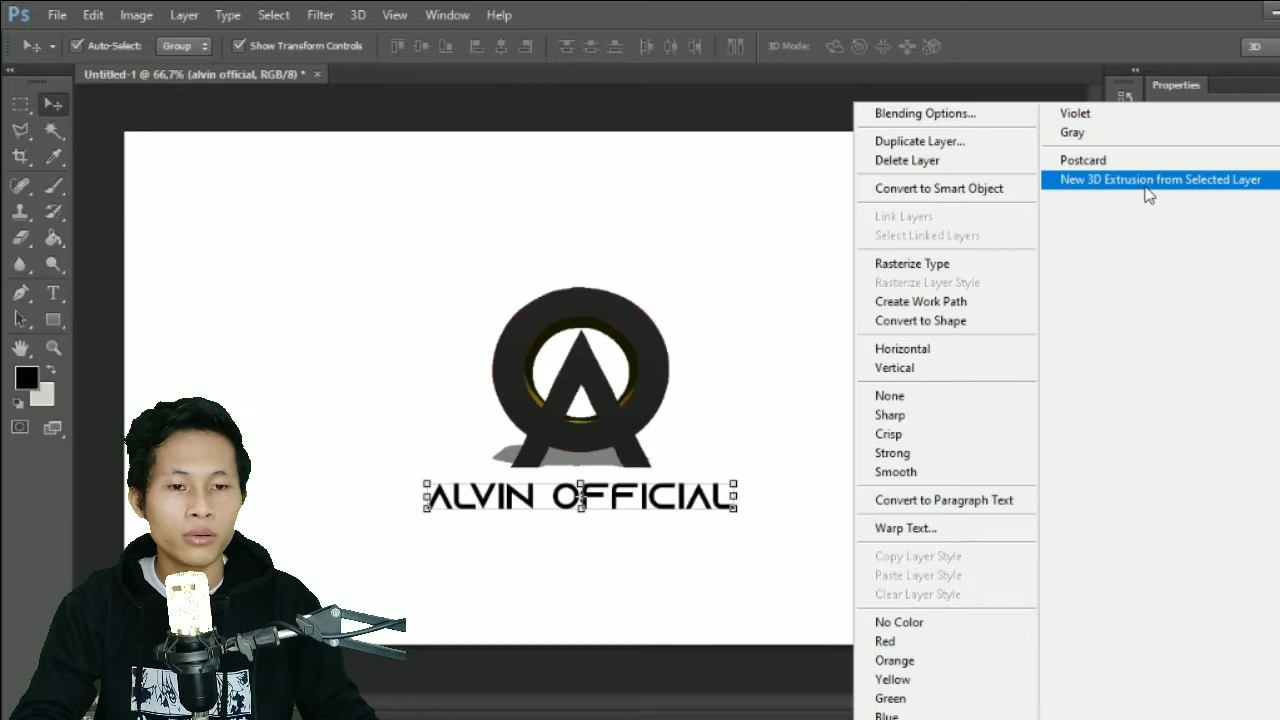 Ps File Edit Image Layer Type Select Filter 3D View Window Help
Auto-Select: Group Show Transform Controls 3D Mode: 3D
Untitled-1 @ 66,7% (alvin official, RGB/8) * ×
Properties
Blending Options...
Duplicate Layer...
Delete Layer
Convert to Smart Object
Link Layers
Select Linked Layers
Rasterize Type
Rasterize Layer Style
Create Work Path
Convert to Shape
Horizontal
Vertical
None
Sharp
Crisp
Strong
Smooth
Convert to Paragraph Text
Warp Text...
Copy Layer Style
Paste Layer Style
Clear Layer Style
No Color
Red
Orange
Yellow
Green
Blue
Violet
Gray
Postcard
New 3D Extrusion from Selected Layer
ALVIN OFFICIAL